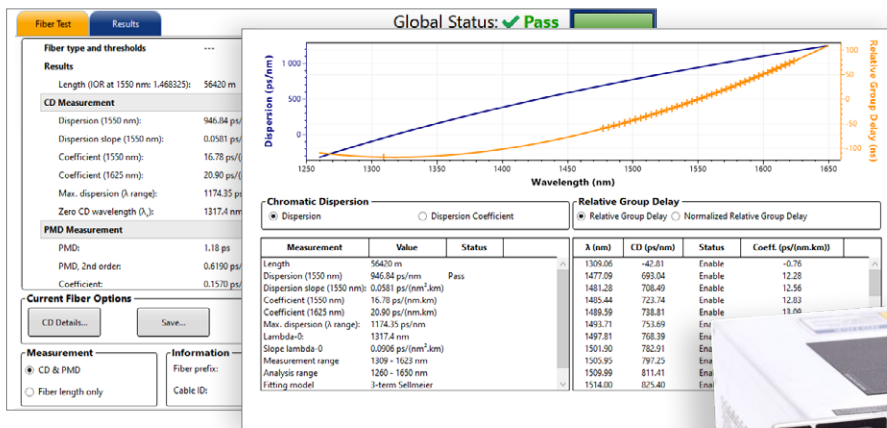 Fiber Test
Results
Global Status: ✔ Pass
Fiber type and thresholds ---
Results
Length (IOR at 1550 nm: 1.468325): 56420 m
CD Measurement
Dispersion (1550 nm): 946.84 ps/
Dispersion slope (1550 nm): 0.0581 ps/(
Coefficient (1550 nm): 16.78 ps/(
Coefficient (1625 nm): 20.90 ps/(
Max. dispersion (λ range): 1174.35 ps
Zero CD wavelength (λ₀): 1317.4 nm
PMD Measurement
PMD: 1.18 ps
PMD, 2nd order: 0.6190 ps/
Coefficient: 0.1570 ps/
Current Fiber Options
CD Details...
Save...
Measurement
CD & PMD
Fiber length only
Information
Fiber prefix:
Cable ID:
Dispersion (ps/nm)
1 000
500
0
Relative Group Delay (ns)
100
50
0
-50
-100
1250 1300 1350 1400 1450 1500 1550 1600 1650
Wavelength (nm)
Chromatic Dispersion
Dispersion
Dispersion Coefficient
Relative Group Delay
Relative Group Delay
Normalized Relative Group Delay
Measurement Value Status
Length 56420 m
Dispersion (1550 nm) 946.84 ps/nm Pass
Dispersion slope (1550 nm): 0.0581 ps/(nm².km)
Coefficient (1550 nm) 16.78 ps/(nm.km)
Coefficient (1625 nm) 20.90 ps/(nm.km)
Max. dispersion (λ range): 1174.35 ps/nm
Lambda-0: 1317.4 nm
Slope lambda-0 0.0906 ps/(nm².km)
Measurement range 1309 - 1623 nm
Analysis range 1260 - 1650 nm
Fitting model 3-term Sellmeier
λ (nm) CD (ps/nm) Status Coeff. (ps/(nm.km))
1309.06 -42.81 Enable -0.76
1477.09 693.04 Enable 12.28
1481.28 708.49 Enable 12.56
1485.44 723.74 Enable 12.83
1489.59 738.81 Enable 13.09
1493.71 753.69 Ena
1497.81 768.39 Ena
1501.90 782.91 Ena
1505.95 797.25 Ena
1509.99 811.41 Ena
1514.00 825.40 Ena